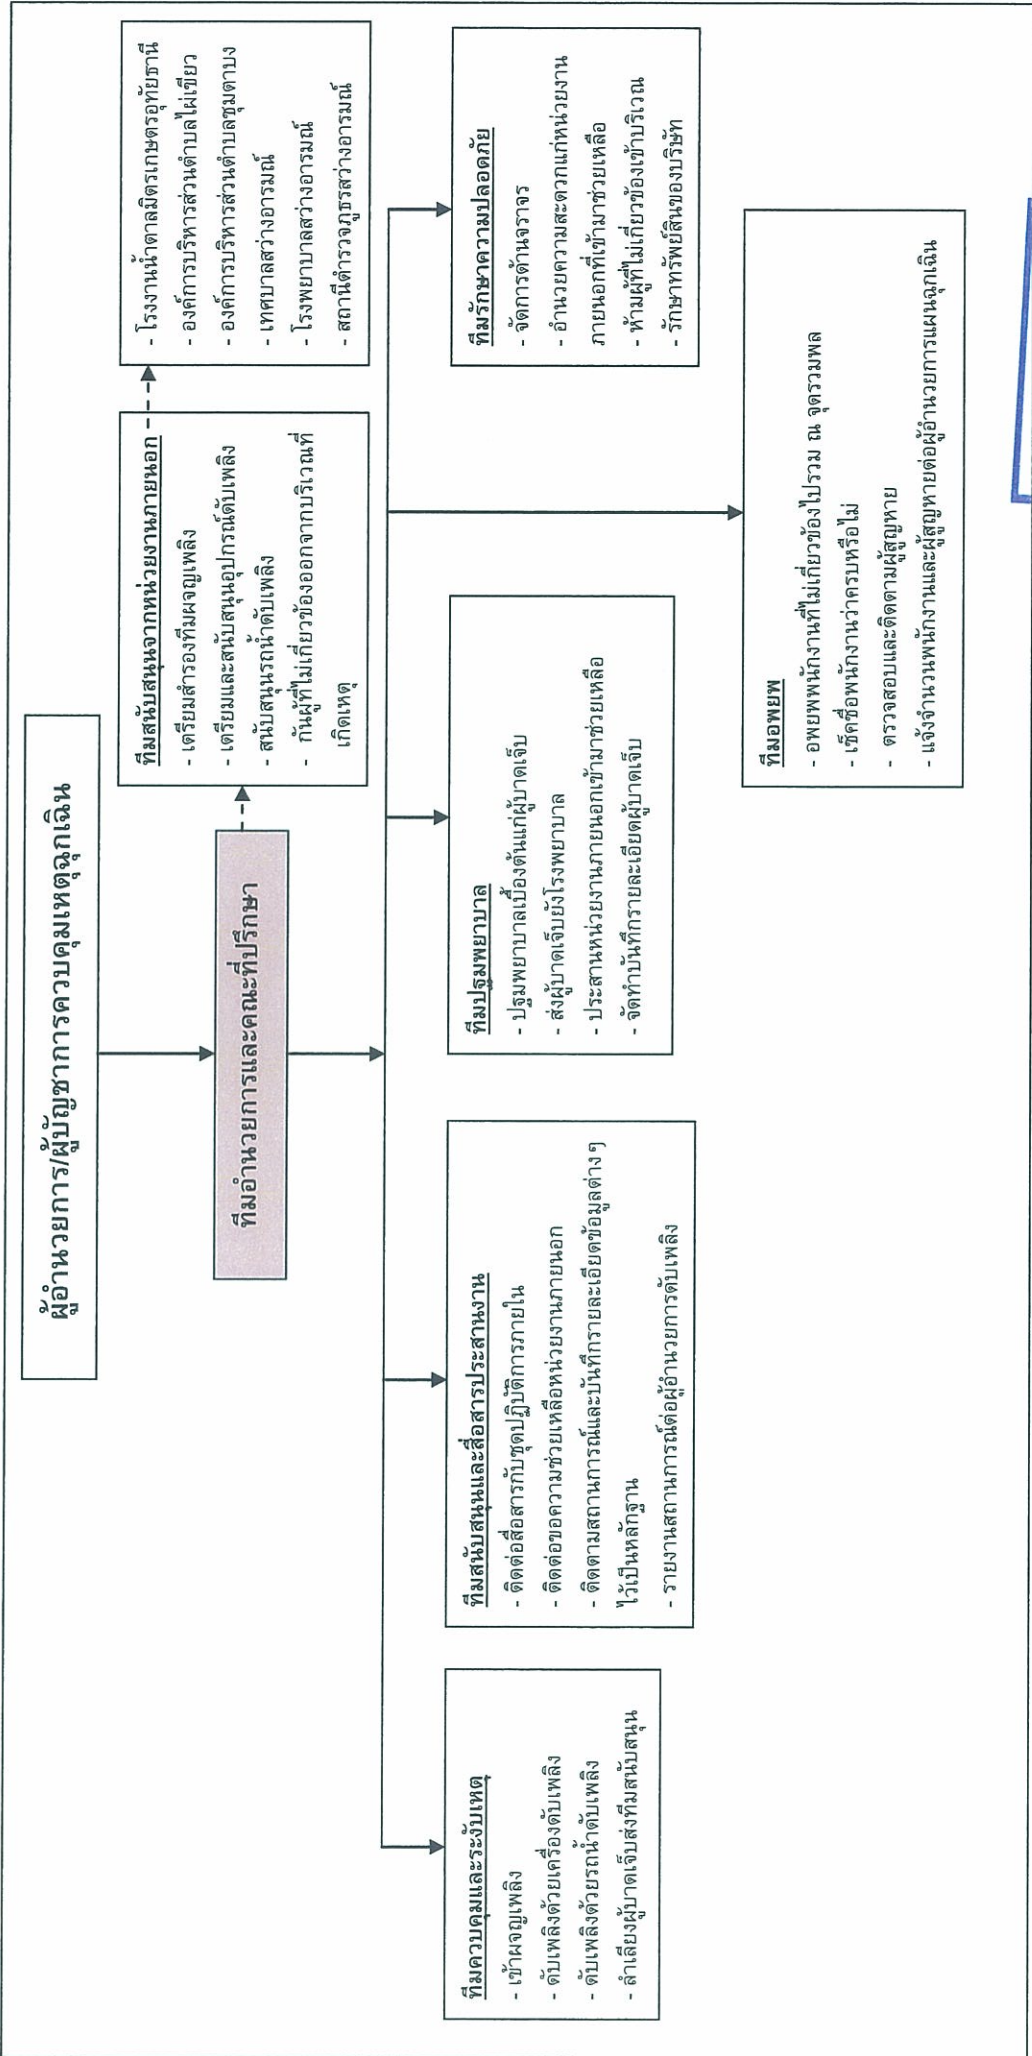 ผู้อำนวยการ/ผู้บัญชาการควบคุมเหตุฉุกเฉิน
ทีมอำนวยการและคณะที่ปรึกษา
ทีมสนับสนุนจากหน่วยงานภายนอก
- เตรียมสำรองทีมผจญเพลิง
- เตรียมและสนับสนุนอุปกรณ์ดับเพลิง
- สนับสนุนรถน้ำดับเพลิง
- กันผู้ที่ไม่เกี่ยวข้องออกจากบริเวณที่
เกิดเหตุ
- โรงงานน้ำตาลมิตรเกษตรอุทัยธานี
- องค์การบริหารส่วนตำบลไผ่เขียว
- องค์การบริหารส่วนตำบลชุมตาบง
- เทศบาลสว่างอารมณ์
- โรงพยาบาลสว่างอารมณ์
- สถานีตำรวจภูธรสว่างอารมณ์
ทีมควบคุมและระงับเหตุ
- เข้าผจญเพลิง
- ดับเพลิงด้วยเครื่องดับเพลิง
- ดับเพลิงด้วยรถน้ำดับเพลิง
- ลำเลียงผู้บาดเจ็บส่งทีมสนับสนุน
ทีมสนับสนุนและสื่อสารประสานงาน
- ติดต่อสื่อสารกับชุดปฏิบัติการภายใน
- ติดต่อขอความช่วยเหลือหน่วยงานภายนอก
- ติดตามสถานการณ์และบันทึกรายละเอียดข้อมูลต่าง ๆ
ไว้เป็นหลักฐาน
- รายงานสถานการณ์ต่อผู้อำนวยการดับเพลิง
ทีมปฐมพยาบาล
- ปฐมพยาบาลเบื้องต้นแก่ผู้บาดเจ็บ
- ส่งผู้บาดเจ็บยังโรงพยาบาล
- ประสานหน่วยงานภายนอกเข้ามาช่วยเหลือ
- จัดทำบันทึกรายละเอียดผู้บาดเจ็บ
ทีมรักษาความปลอดภัย
- จัดการด้านจราจร
- อำนวยความสะดวกแก่หน่วยงาน
ภายนอกที่เข้ามาช่วยเหลือ
- ห้ามผู้ที่ไม่เกี่ยวข้องเข้าบริเวณ
- รักษาทรัพย์สินของบริษัท
ทีมอพยพ
- อพยพพนักงานที่ไม่เกี่ยวข้องไปรวม ณ จุดรวมพล
- เช็คชื่อพนักงานว่าครบหรือไม่
- ตรวจสอบและติดตามผู้สูญหาย
- แจ้งจำนวนพนักงานและผู้สูญหายต่อผู้อำนวยการแผนฉุกเฉิน